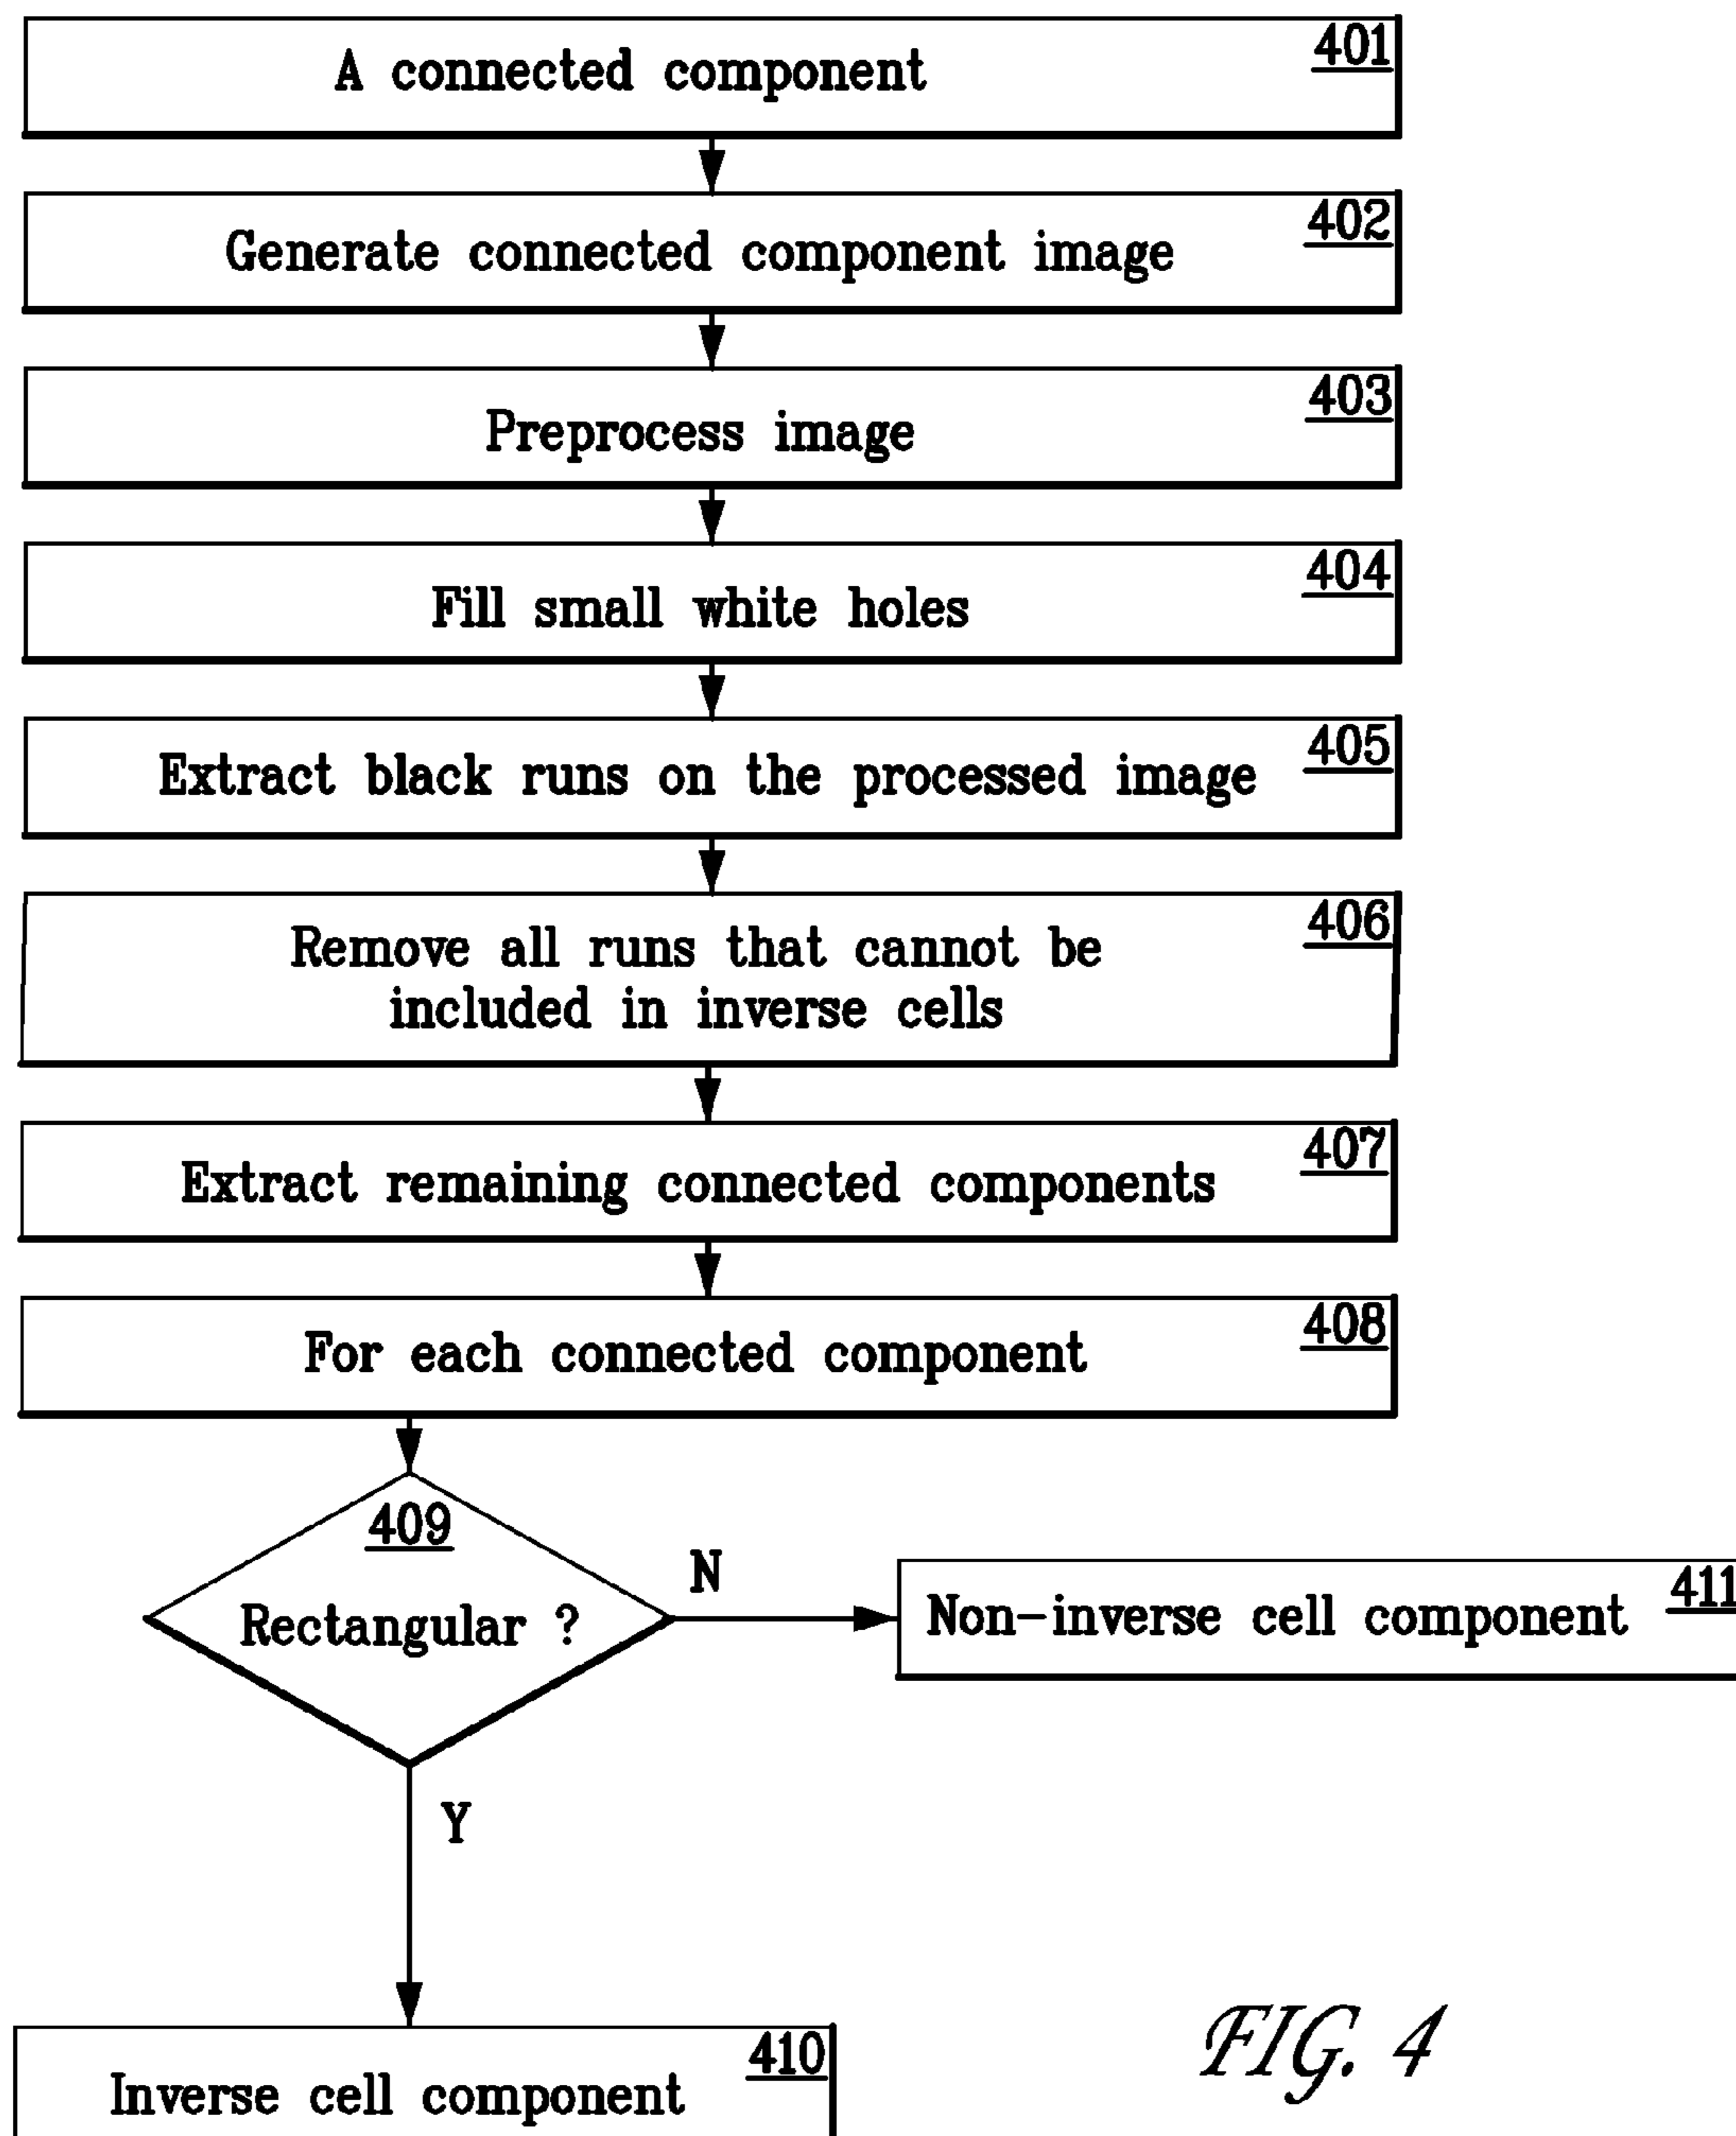 401
A connected component
402
Generate connected component image
403
Preprocess image
404
Fill small white holes
405
Extract black runs on the processed image
406
Remove all runs that cannot be
included in inverse cells
407
Extract remaining connected components
408
For each connected component
409
Rectangular ?
N
411
Non-inverse cell component
Y
410
Inverse cell component
FIG. 4